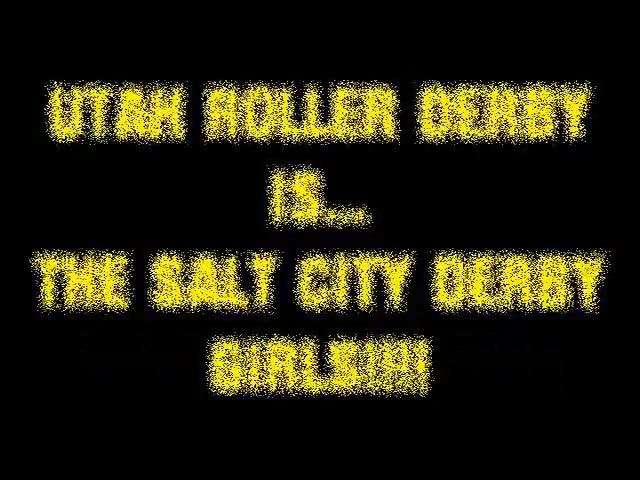 UTAH ROLLER DERBY
IS...
THE SALT CITY DERBY
GIRLS!!!